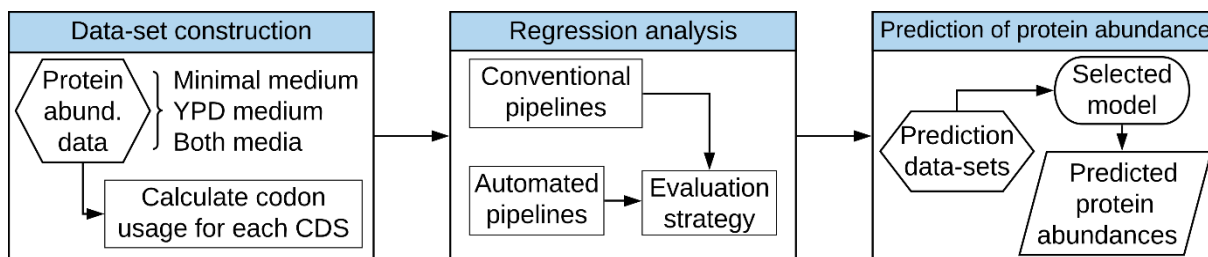 Data-set construction
Protein
abund.
data
Minimal medium
YPD medium
Both media
Calculate codon
usage for each CDS
Regression analysis
Conventional
pipelines
Automated
pipelines
Evaluation
strategy
Prediction of protein abundance
Selected
model
Prediction
data-sets
Predicted
protein
abundances